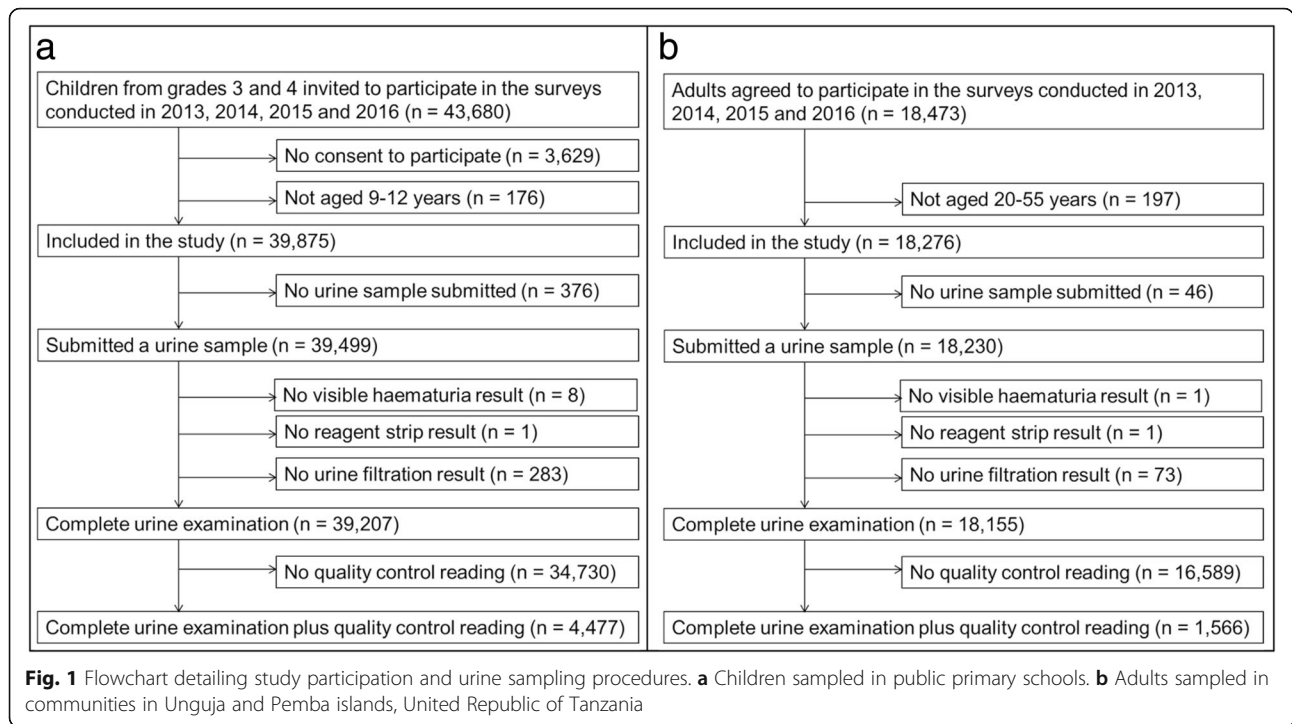 a
Children from grades 3 and 4 invited to participate in the surveys
conducted in 2013, 2014, 2015 and 2016 (n = 43,680)
No consent to participate (n = 3,629)
Not aged 9-12 years (n = 176)
Included in the study (n = 39,875)
No urine sample submitted (n = 376)
Submitted a urine sample (n = 39,499)
No visible haematuria result (n = 8)
No reagent strip result (n = 1)
No urine filtration result (n = 283)
Complete urine examination (n = 39,207)
No quality control reading (n = 34,730)
Complete urine examination plus quality control reading (n = 4,477)
b
Adults agreed to participate in the surveys conducted in 2013,
2014, 2015 and 2016 (n = 18,473)
Not aged 20-55 years (n = 197)
Included in the study (n = 18,276)
No urine sample submitted (n = 46)
Submitted a urine sample (n = 18,230)
No visible haematuria result (n = 1)
No reagent strip result (n = 1)
No urine filtration result (n = 73)
Complete urine examination (n = 18,155)
No quality control reading (n = 16,589)
Complete urine examination plus quality control reading (n = 1,566)
Fig. 1 Flowchart detailing study participation and urine sampling procedures. a Children sampled in public primary schools. b Adults sampled in
communities in Unguja and Pemba islands, United Republic of Tanzania